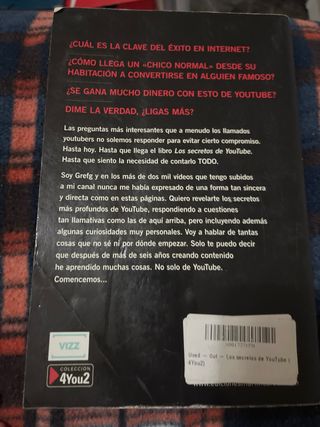 ¿CUÁL ES LA CLAVE DEL ÉXITO EN INTERNET?
¿CÓMO LLEGA UN «CHICO NORMAL» DESDE SU
HABITACIÓN A CONVERTIRSE EN ALGUIEN FAMOSO?
¿SE GANA MUCHO DINERO CON ESTO DE YOUTUBE?
DIME LA VERDAD, ¿LIGAS MÁS?
Las preguntas más interesantes que a menudo los llamados
youtubers no solemos responder para evitar cierto compromiso.
Hasta hoy. Hasta que llega el libro Los secretos de YouTube.
Hasta que siento la necesidad de contarlo TODO.
Soy Grefg y en los más de dos mil vídeos que tengo subidos
a mi canal nunca me había expresado de una forma tan sincera
y directa como en estas páginas. Quiero revelarte los secretos
más profundos de YouTube, respondiendo a cuestiones
tan llamativas como las de aquí arriba, pero incluyendo además
algunas curiosidades muy personales. Voy a hablar de tantas
cosas que no sé ni por dónde empezar. Solo te puedo decir
que después de más de seis años creando contenido
he aprendido muchas cosas. No solo de YouTube.
Comencemos...
Used - Out - Los secretos de YouTube (
4You2)
VIZZ
COLECCIÓN
4You2